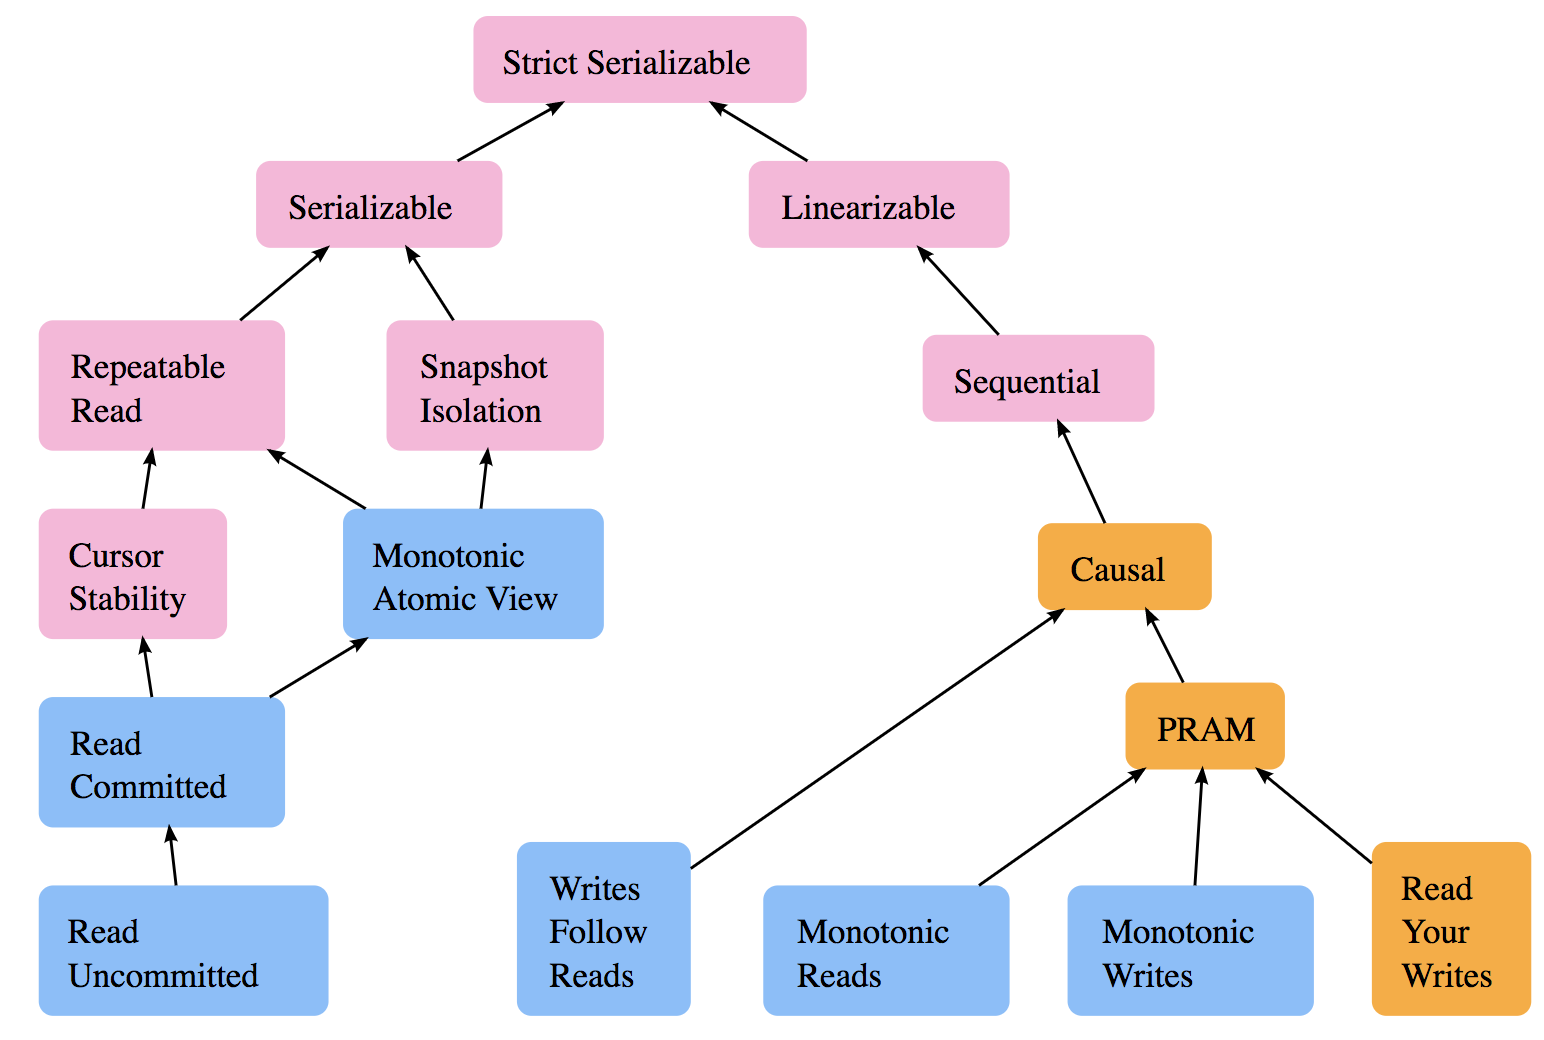 Strict Serializable
Serializable
Linearizable
Repeatable
Read
Snapshot
Isolation
Sequential
Cursor
Stability
Monotonic
Atomic View
Causal
Read
Committed
PRAM
Read
Uncommitted
Writes
Follow
Reads
Monotonic
Reads
Monotonic
Writes
Read
Your
Writes